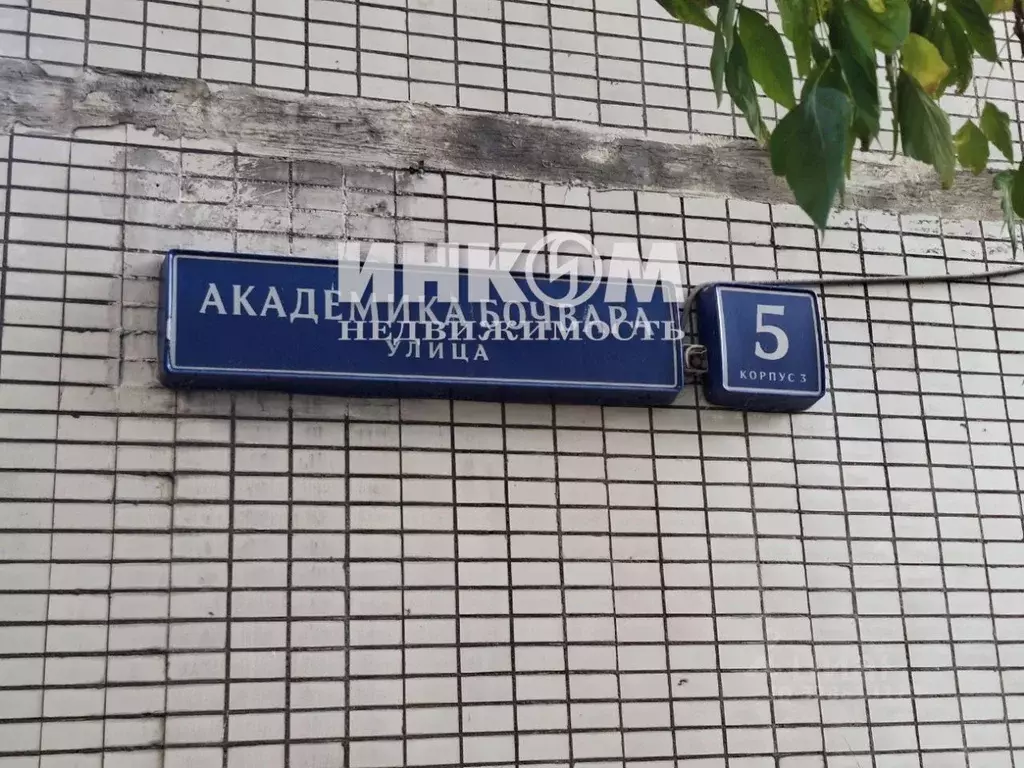 ИНКОМ
НЕДВИЖИМОСТЬ
АКАДЕМИКА БОЧВАРА
УЛИЦА
5
КОРПУС 3